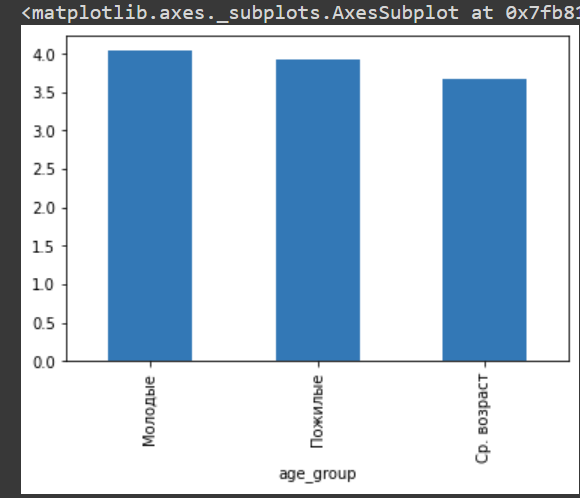 <matplotlib.axes._subplots.AxesSubplot at 0x7fb81
4.0
3.5
3.0
2.5
2.0
1.5
1.0
0.5
0.0
Молодые
Пожилые
Ср. возраст
age_group